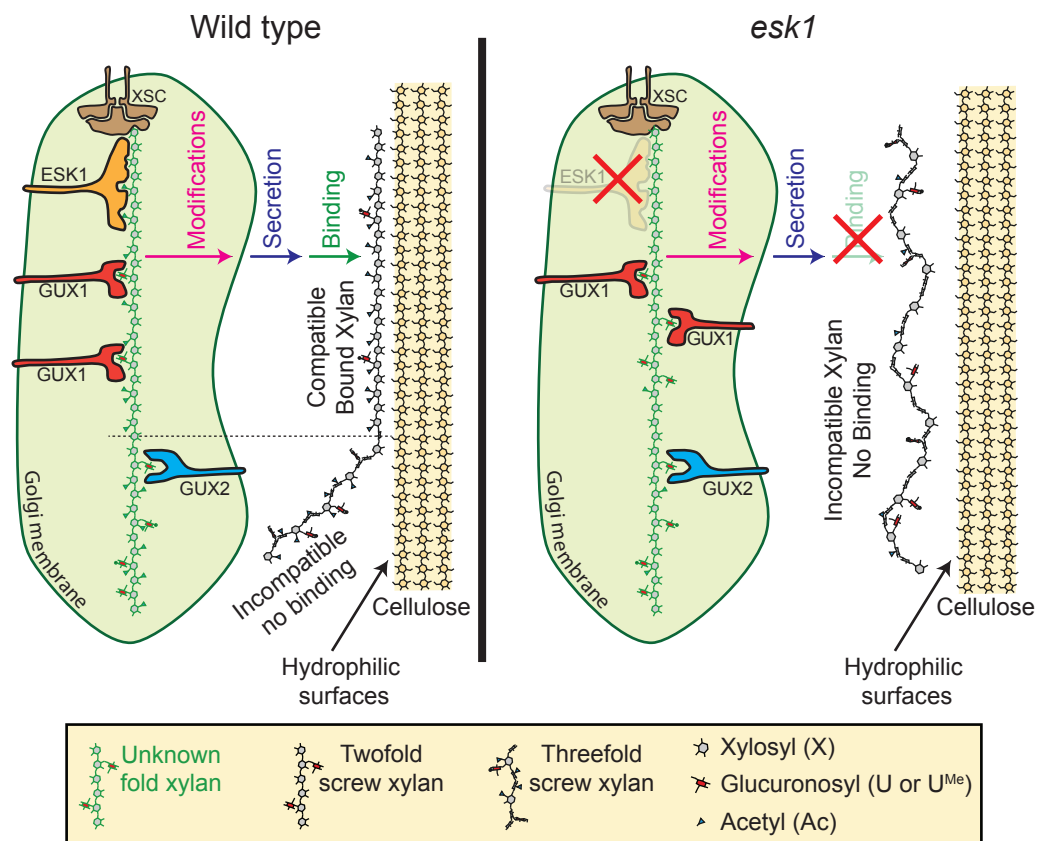 Wild type
XSC
ESK1
GUX1
GUX1
GUX2
Modifications
Secretion
Binding
Compatible
Bound Xylan
Incompatible
no binding
Golgi membrane
Cellulose
Hydrophilic
surfaces
esk1
XSC
ESK1
GUX1
GUX1
GUX2
Modifications
Secretion
Binding
Incompatible Xylan
No Binding
Golgi membrane
Cellulose
Hydrophilic
surfaces
Unknown
fold xylan
Twofold
screw xylan
Threefold
screw xylan
Xylosyl (X)
Glucuronosyl (U or Uᴹᵉ)
Acetyl (Ac)